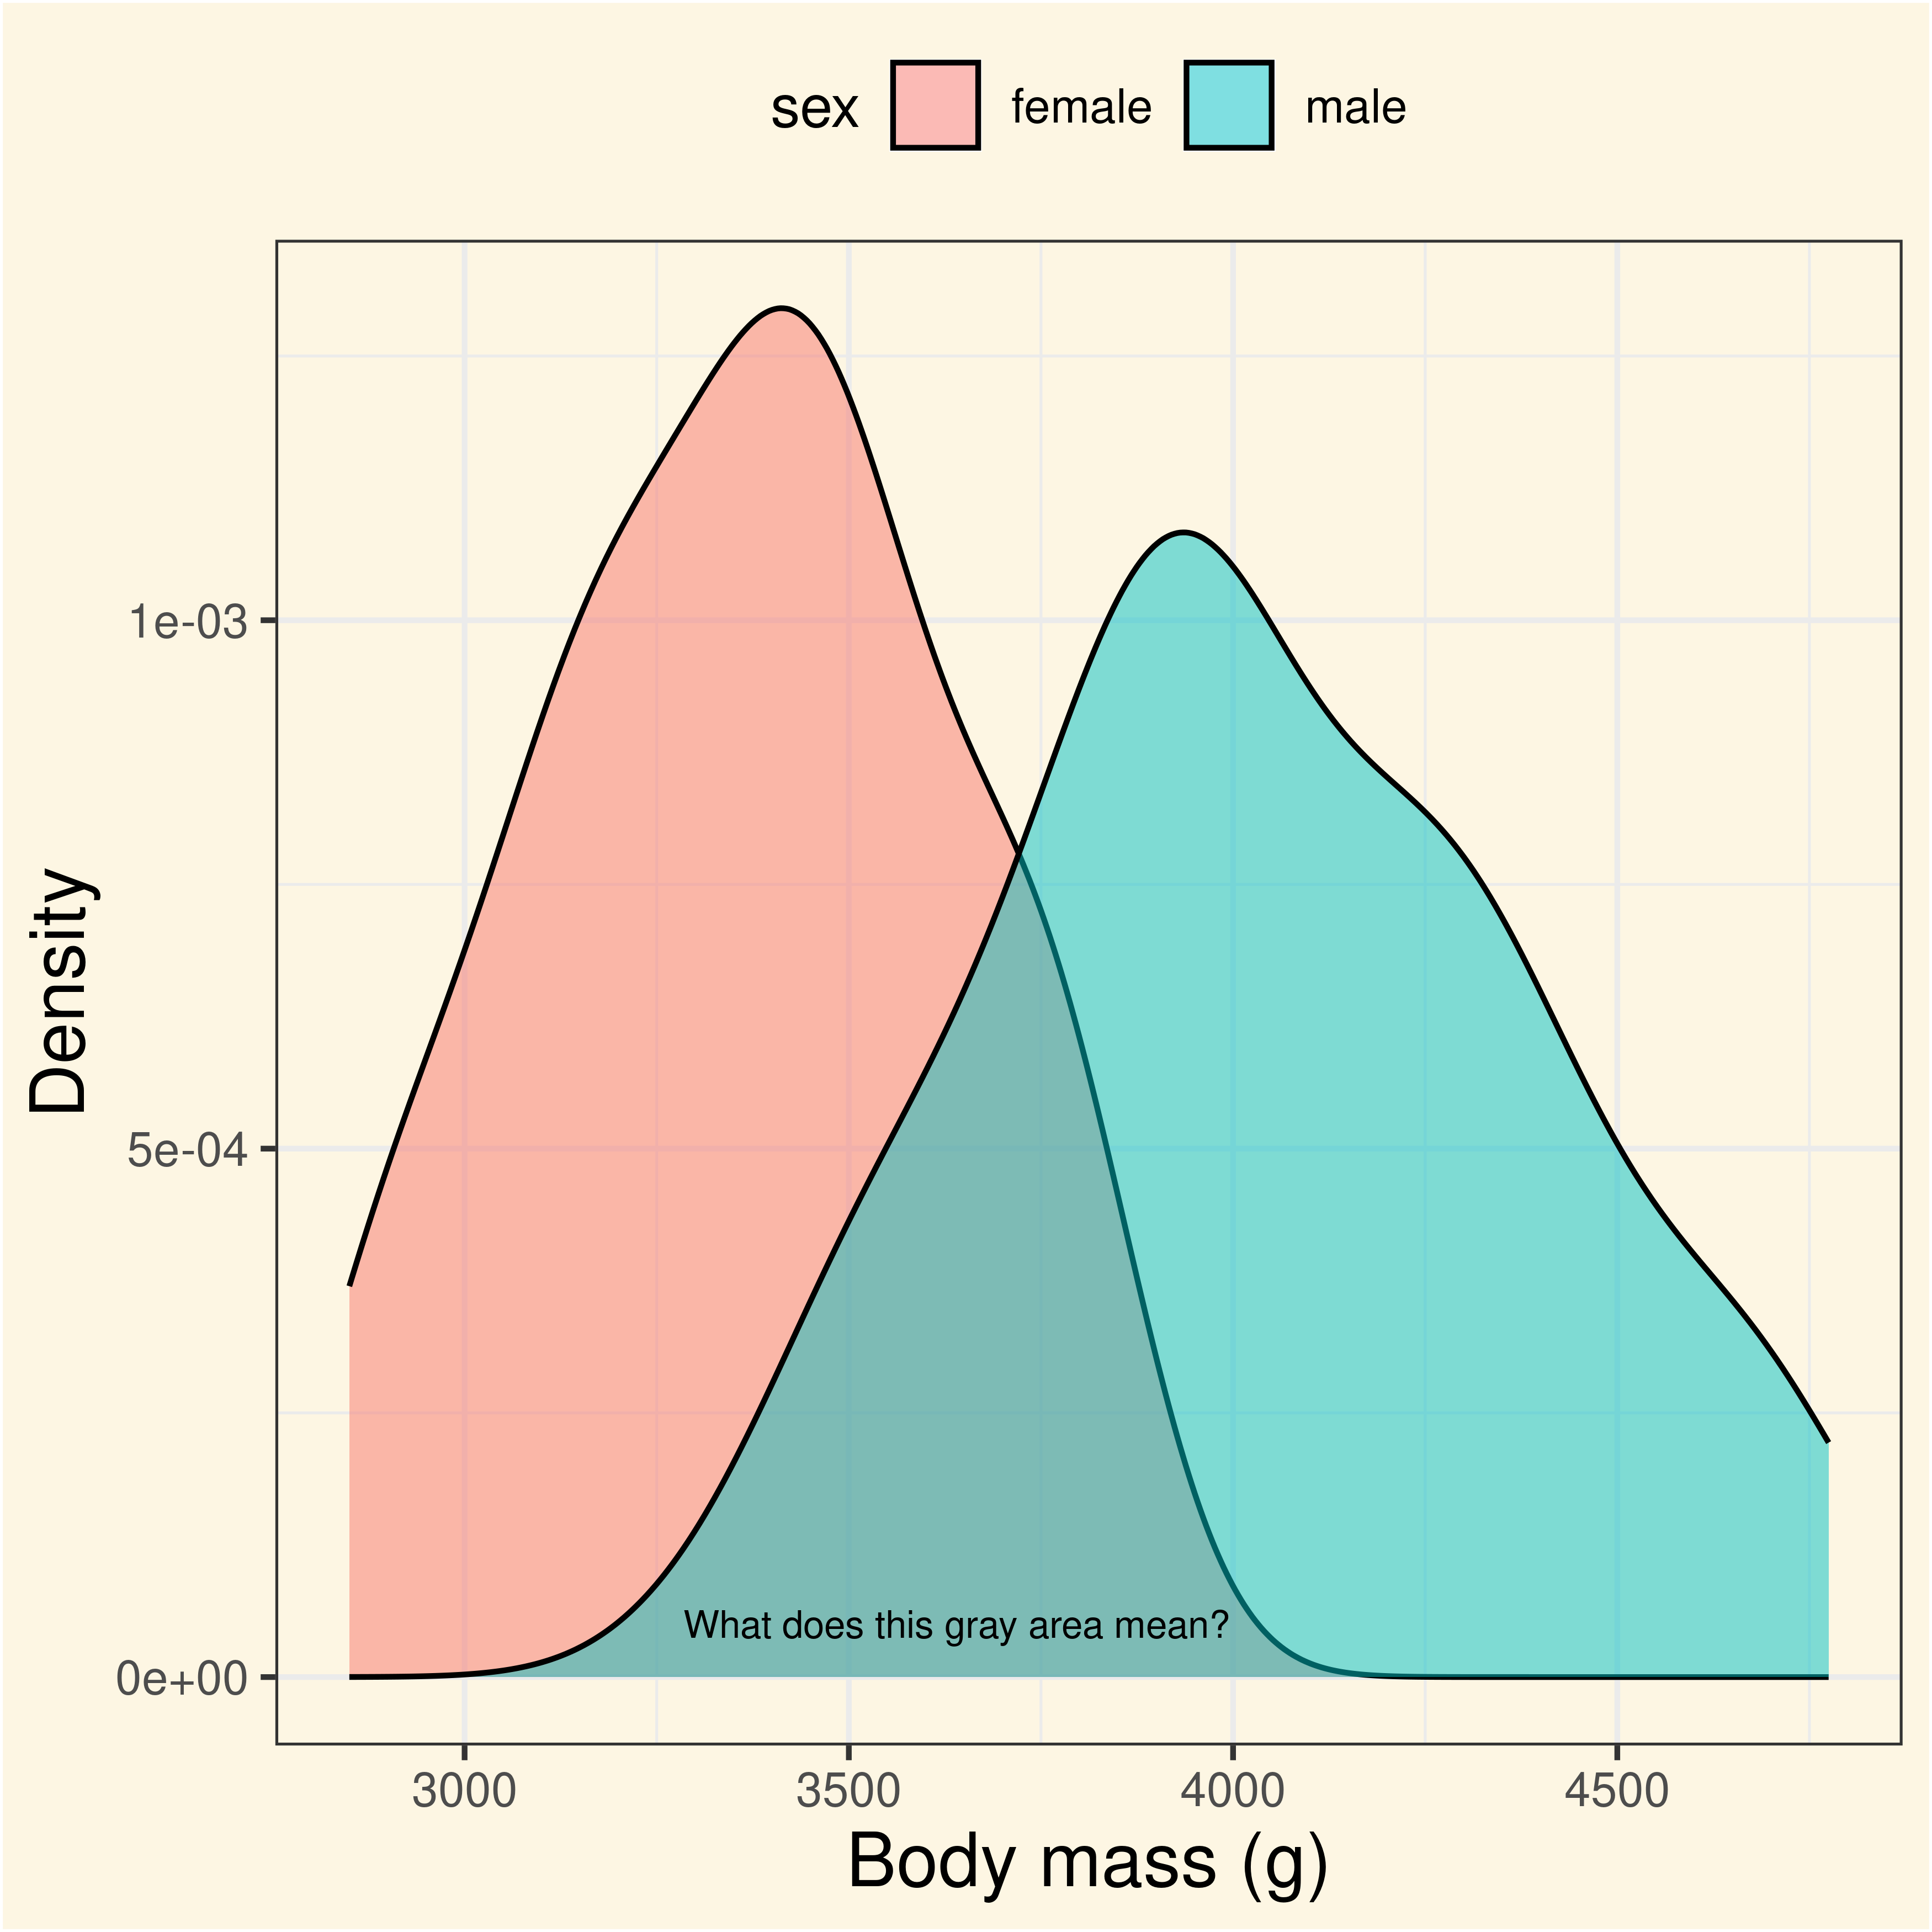 sex female male
1e-03
5e-04
0e+00
Density
What does this gray area mean?
3000 3500 4000 4500
Body mass (g)